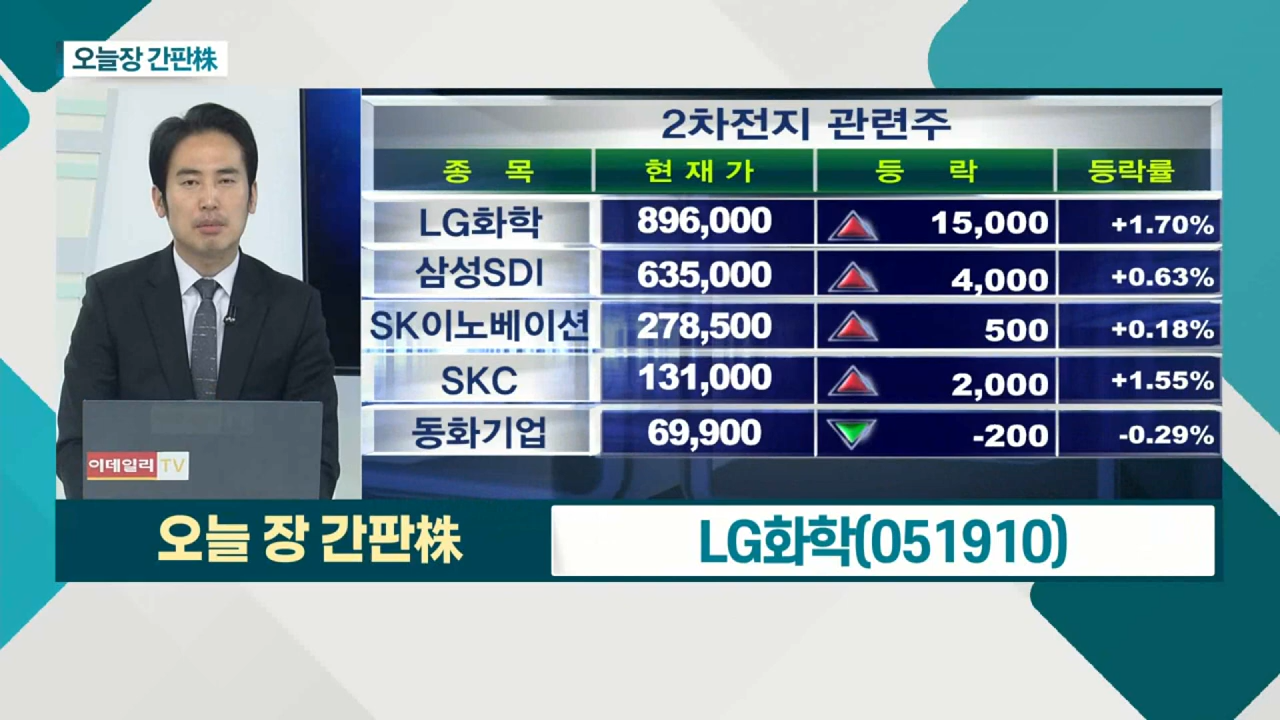 오늘장 간판株
2차전지 관련주
종 목 현 재 가 등 락 등락률
LG화학 896,000 15,000 +1.70%
삼성SDI 635,000 4,000 +0.63%
SK이노베이션 278,500 500 +0.18%
SKC 131,000 2,000 +1.55%
동화기업 69,900 -200 -0.29%
이데일리TV
오늘 장 간판株 LG화학(051910)